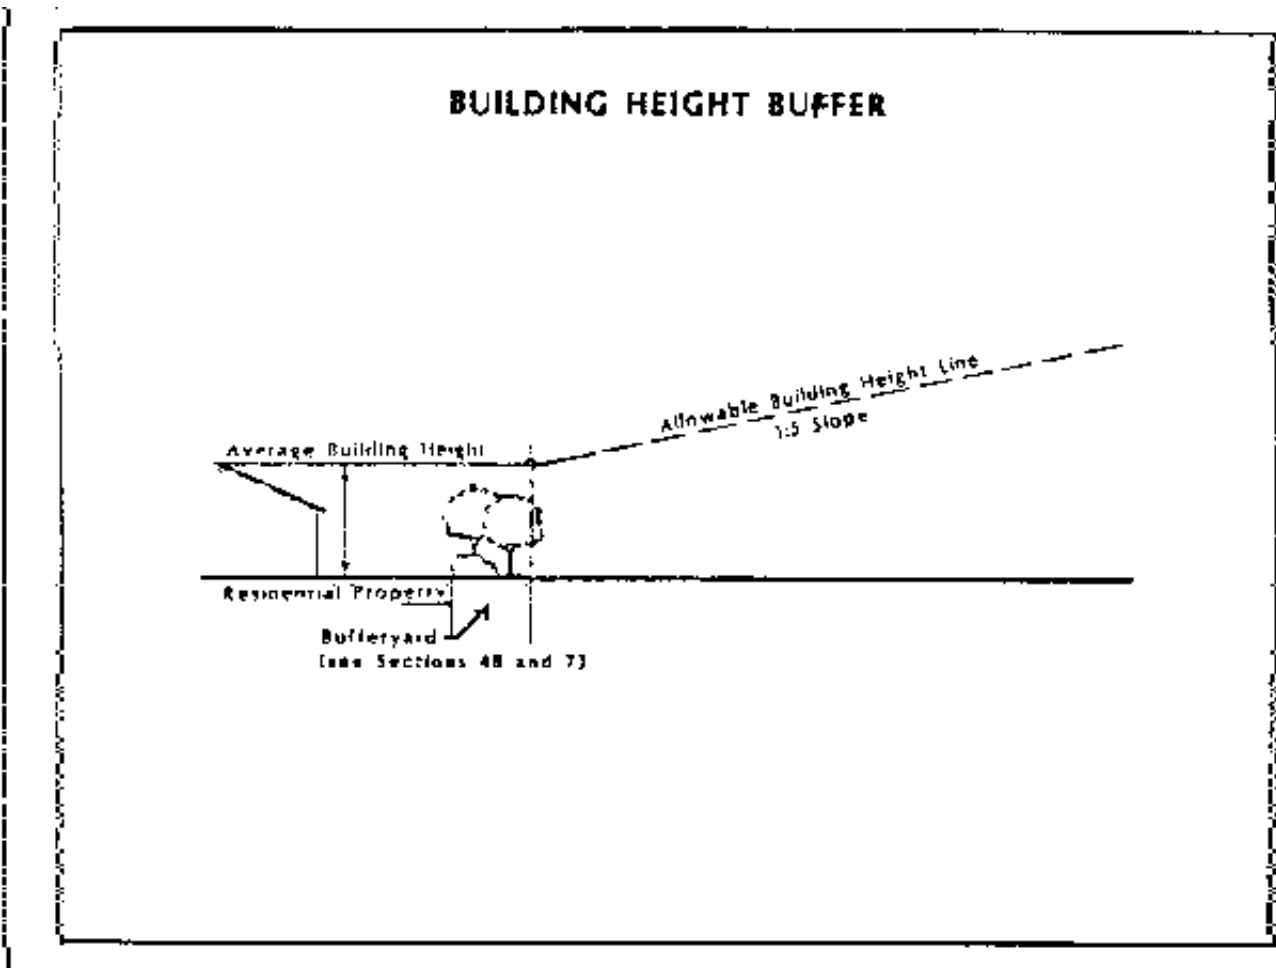 BUILDING HEIGHT BUFFER
Allowable Building Height Line
1:5 Slope
Average Building Height
Residential Property
Bufferyard
(see Sections 48 and 7)